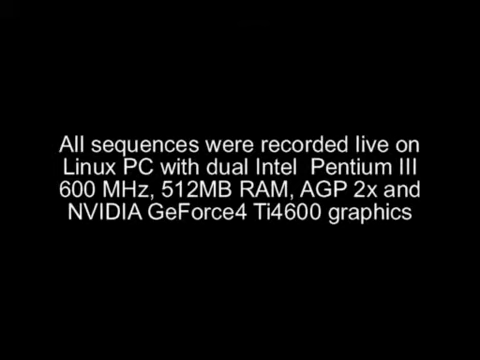 All sequences were recorded live on
Linux PC with dual Intel  Pentium III
600 MHz, 512MB RAM, AGP 2x and
NVIDIA GeForce4 Ti4600 graphics